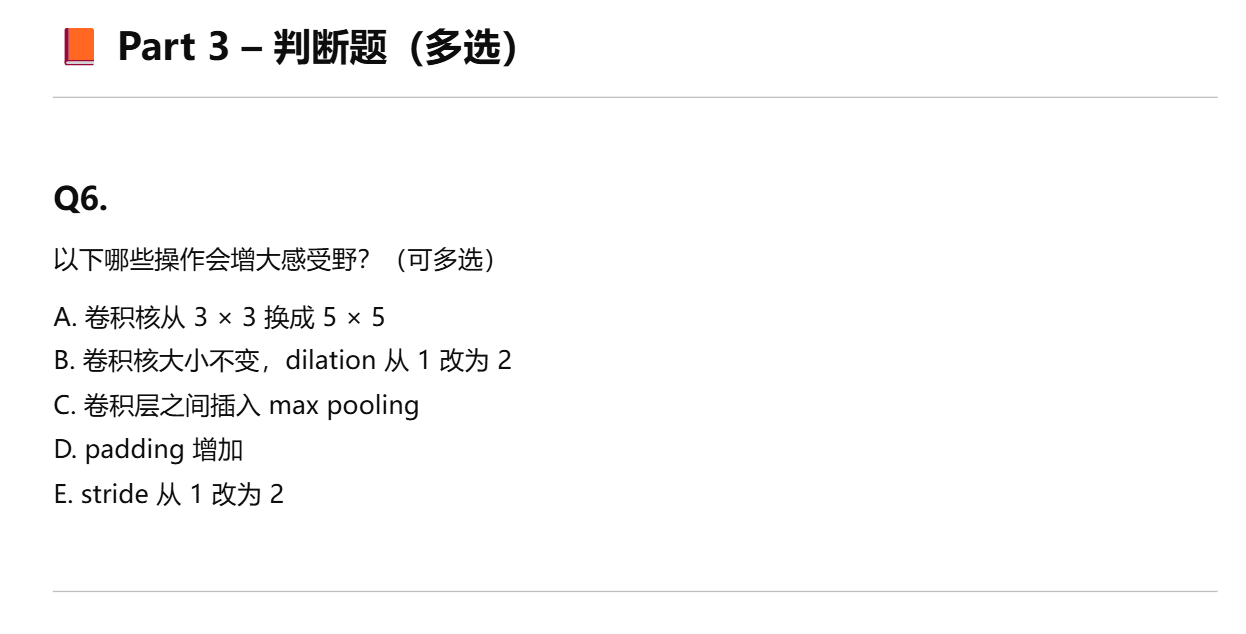 Part 3 – 判断题（多选）
Q6.
以下哪些操作会增大感受野？（可多选）
A. 卷积核从 3 × 3 换成 5 × 5
B. 卷积核大小不变，dilation 从 1 改为 2
C. 卷积层之间插入 max pooling
D. padding 增加
E. stride 从 1 改为 2